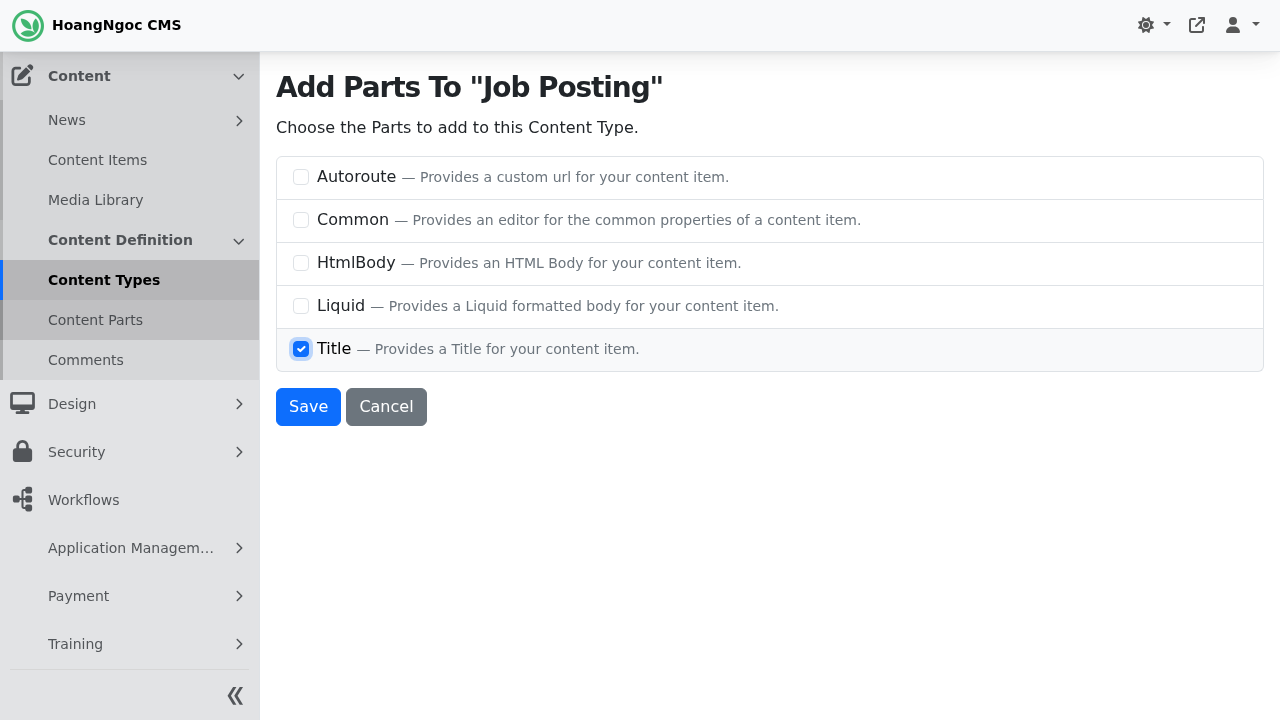 HoangNgoc CMS
Content
News
Content Items
Media Library
Content Definition
Content Types
Content Parts
Comments
Design
Security
Workflows
Application Managem...
Payment
Training
Add Parts To "Job Posting"
Choose the Parts to add to this Content Type.
Autoroute — Provides a custom url for your content item.
Common — Provides an editor for the common properties of a content item.
HtmlBody — Provides an HTML Body for your content item.
Liquid — Provides a Liquid formatted body for your content item.
Title — Provides a Title for your content item.
Save Cancel